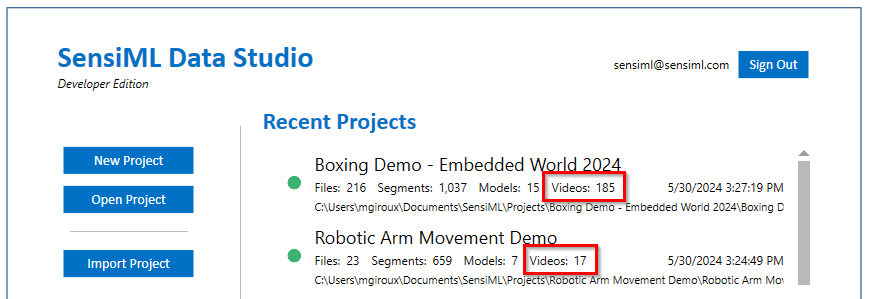 SensiML Data Studio
Developer Edition
sensiml@sensiml.com
Sign Out
Recent Projects
New Project
Open Project
Import Project
Boxing Demo - Embedded World 2024
Files: 216 Segments: 1,037 Models: 15 Videos: 185 5/30/2024 3:27:19 PM
C:\Users\mgiroux\Documents\SensiML\Projects\Boxing Demo - Embedded World 2024\Boxing D
Robotic Arm Movement Demo
Files: 23 Segments: 659 Models: 7 Videos: 17 5/30/2024 3:24:49 PM
C:\Users\mgiroux\Documents\SensiML\Projects\Robotic Arm Movement Demo\Robotic Arm Mov